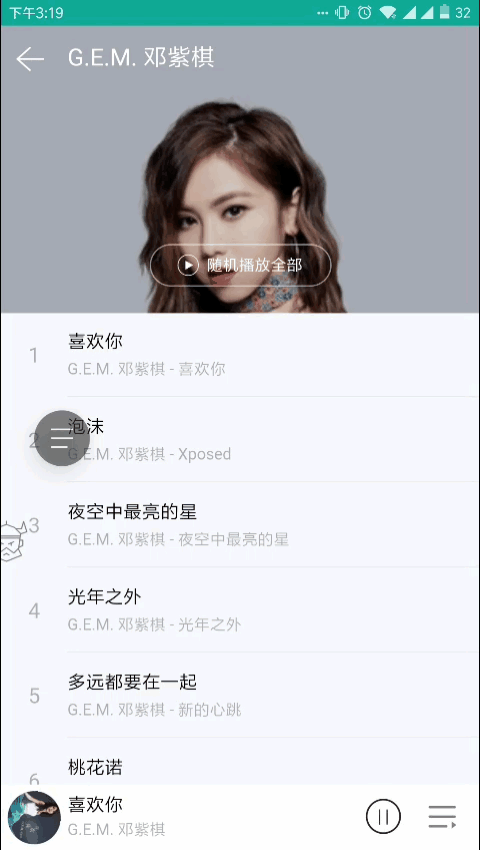 下午3:19
32
G.E.M. 邓紫棋
随机播放全部
1
喜欢你
G.E.M. 邓紫棋 - 喜欢你
2
泡沫
G.E.M. 邓紫棋 - Xposed
3
夜空中最亮的星
G.E.M. 邓紫棋 - 夜空中最亮的星
4
光年之外
G.E.M. 邓紫棋 - 光年之外
5
多远都要在一起
G.E.M. 邓紫棋 - 新的心跳
6
桃花诺
喜欢你
G.E.M. 邓紫棋